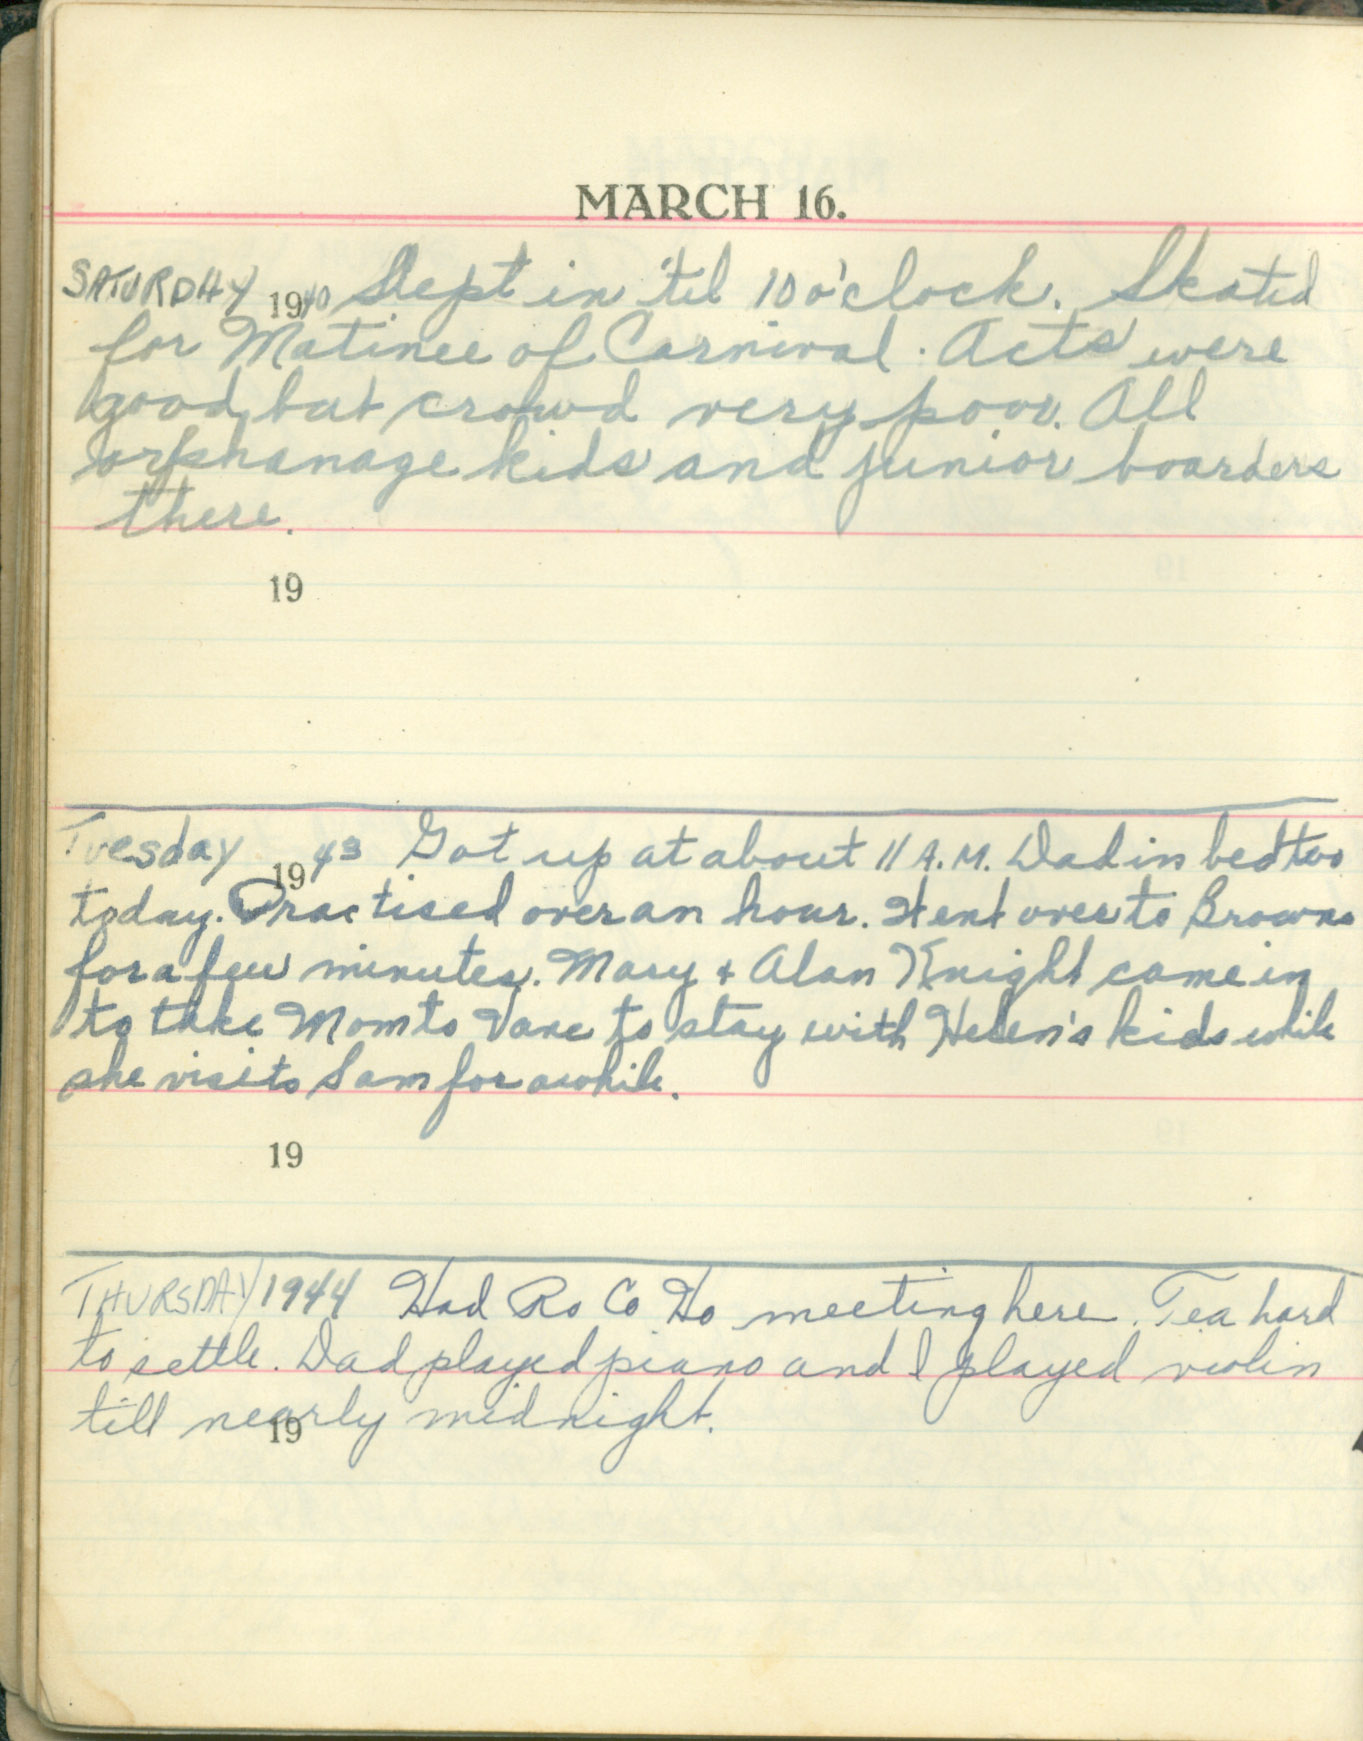 MARCH 16.
SATURDAY 1940 Slept in 'til 10 o'clock. Skated
for Matinee of Carnival. Acts were
good, but crowd very poor. All
orphanage kids and junior boarders
there.
19
Tuesday 1943 Got up at about 11 A.M. Dad in bed too
today. Practised over an hour. Went over to Browns
for a few minutes. Mary + Alan Knight came in
to take Mom to Vare to stay with Helen's kids while
she visits Sam for awhile.
19
THURSDAY 1944 Had Ro Co Ho meeting here. Tea hard
to settle. Dad played piano and I played violin
till nearly midnight.
19